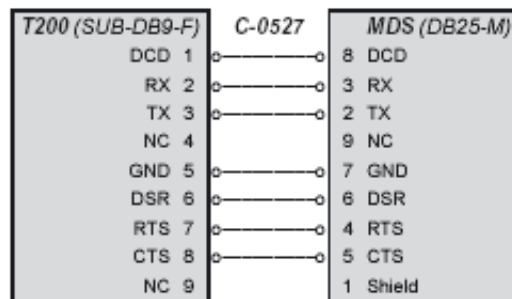 T200 (SUB-DB9-F) C-0527 MDS (DB25-M)
DCD 1 8 DCD
RX 2 3 RX
TX 3 2 TX
NC 4 9 NC
GND 5 7 GND
DSR 6 6 DSR
RTS 7 4 RTS
CTS 8 5 CTS
NC 9 1 Shield